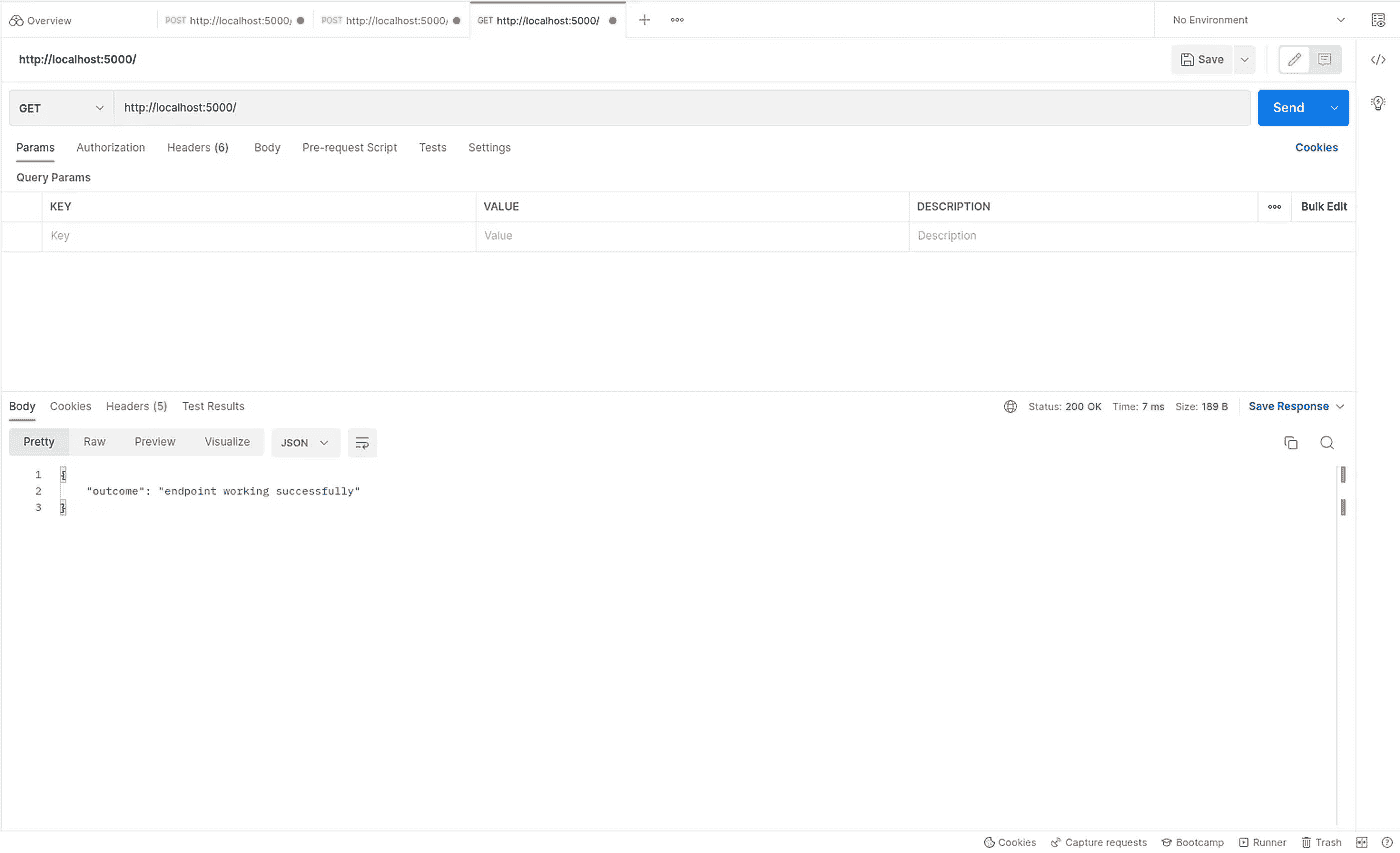 Overview POST http://localhost:5000/ POST http://localhost:5000/ GET http://localhost:5000/ No Environment
http://localhost:5000/ Save
GET http://localhost:5000/ Send
Params Authorization Headers (6) Body Pre-request Script Tests Settings Cookies
Query Params
KEY VALUE DESCRIPTION Bulk Edit
Key Value Description
Body Cookies Headers (5) Test Results Status: 200 OK Time: 7 ms Size: 189 B Save Response
Pretty Raw Preview Visualize JSON
1 {
2 "outcome": "endpoint working successfully"
3 }
Cookies Capture requests Bootcamp Runner Trash